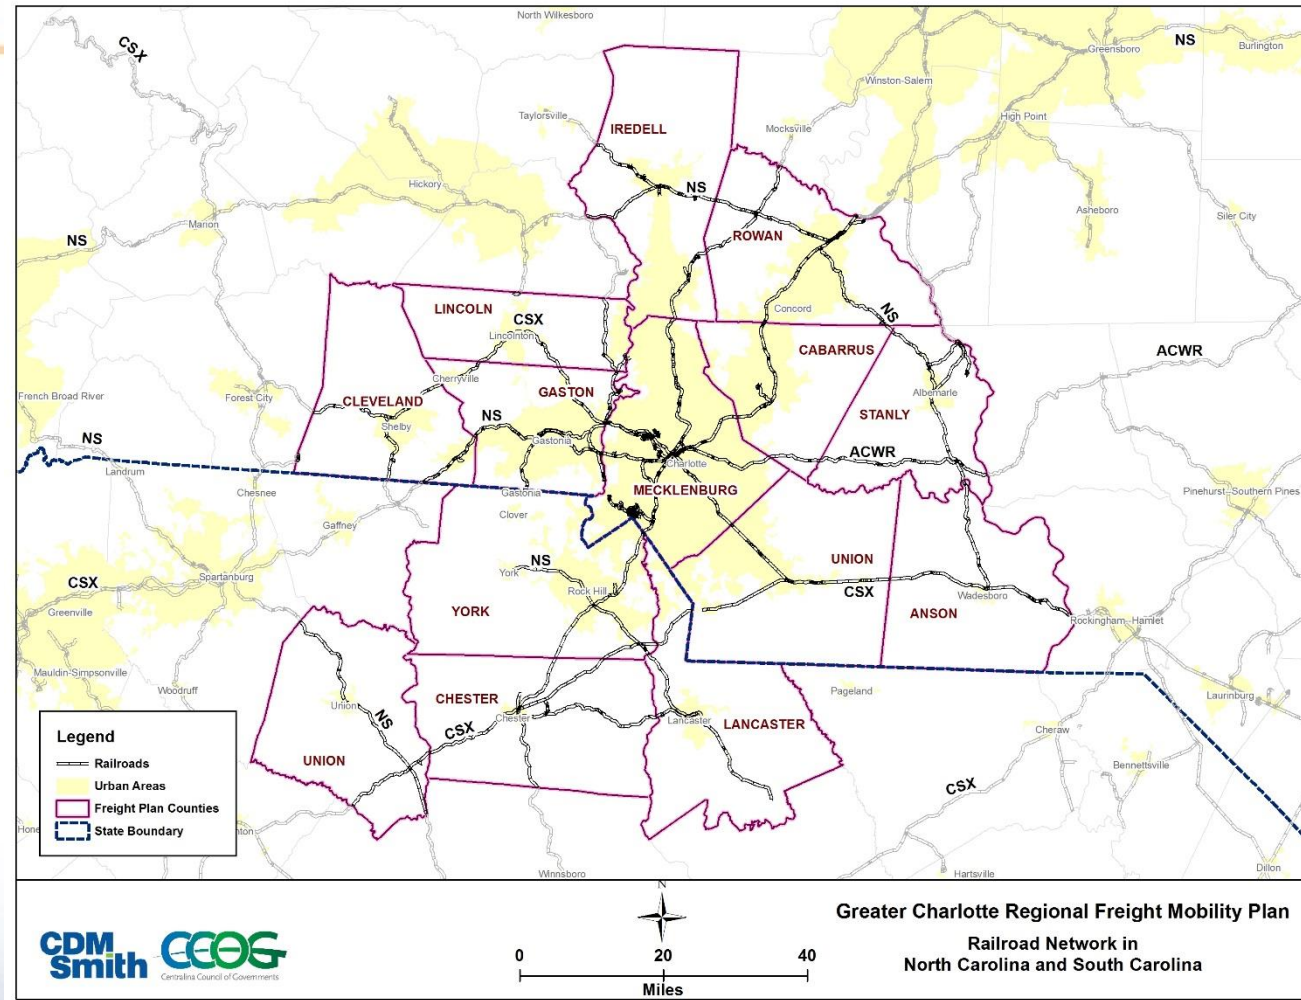 North Wilkesboro
CSX
NS
Greensboro
Burlington
Winston-Salem
Taylorsville
High Point
IREDELL
Mocksville
Hickory
NS
Asheboro
Siler City
Marion
NS
ROWAN
LINCOLN
CSX
Lincolnton
Concord
NS
CABARRUS
ACWR
Cherryville
GASTON
Albemarle
French Broad River
Forest City
CLEVELAND
STANLY
Shelby
NS
Gastonia
NS
Landrum
ACWR
Charlotte
MECKLENBURG
Chesnee
Gastonia
Clover
Pinehurst--Southern Pines
Gaffney
CSX
Spartanburg
NS
York
Rock Hill
UNION
CSX
Wadesboro
Greenville
YORK
ANSON
Rockingham--Hamlet
Mauldin-Simpsonville
Woodruff
Union
NS
CHESTER
Chester
CSX
Lancaster
LANCASTER
Pageland
Laurinburg
Cheraw
Bennettsville
UNION
CSX
Legend
Railroads
Urban Areas
Freight Plan Counties
State Boundary
Winnsboro
Hartsville
Dillon
N
Greater Charlotte Regional Freight Mobility Plan
Railroad Network in
North Carolina and South Carolina
0 20 40
Miles
CDM
Smith
CCOG
Centralina Council of Governments